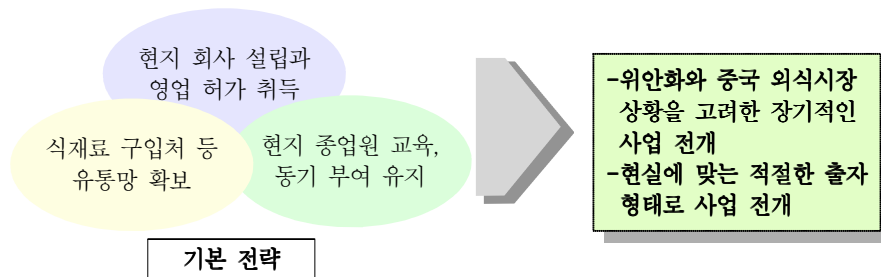 현지 회사 설립과
영업 허가 취득
식재료 구입처 등
유통망 확보
현지 종업원 교육,
동기 부여 유지
기본 전략
-위안화와 중국 외식시장
상황을 고려한 장기적인
사업 전개
-현실에 맞는 적절한 출자
형태로 사업 전개